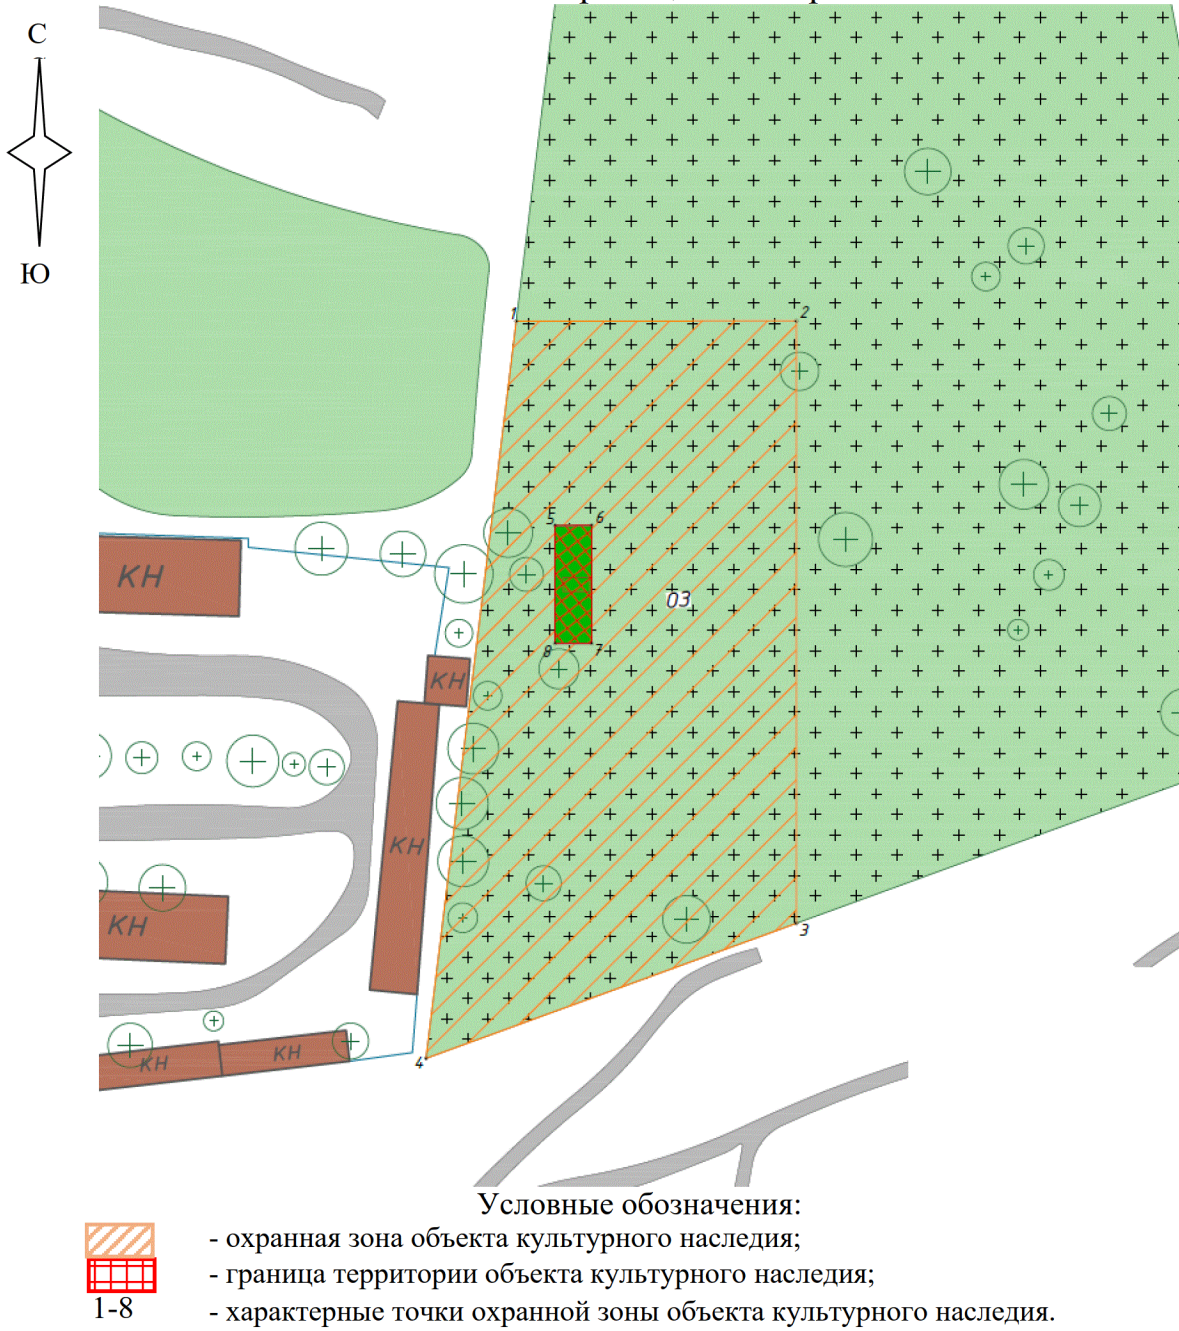 С
Ю
1
2
5
6
КН
03
8
7
КН
КН
КН
3
КН
КН
4
Условные обозначения:
- охранная зона объекта культурного наследия;
- граница территории объекта культурного наследия;
1-8 - характерные точки охранной зоны объекта культурного наследия.